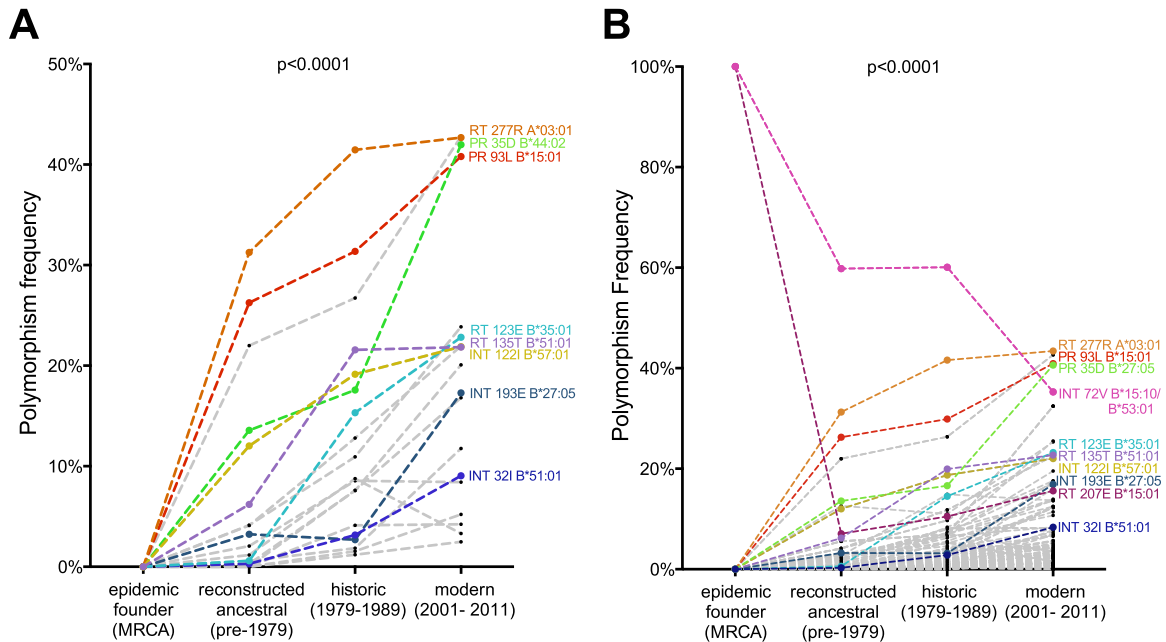 A
p<0.0001
Polymorphism frequency
50%
40%
30%
20%
10%
0%
RT 277R A*03:01
PR 35D B*44:02
PR 93L B*15:01
RT 123E B*35:01
RT 135T B*51:01
INT 122I B*57:01
INT 193E B*27:05
INT 32I B*51:01
epidemic
founder
(MRCA)
reconstructed
ancestral
(pre-1979)
historic
(1979-1989)
modern
(2001- 2011)
B
p<0.0001
Polymorphism Frequency
100%
80%
60%
40%
20%
0%
RT 277R A*03:01
PR 93L B*15:01
PR 35D B*27:05
INT 72V B*15:10/
B*53:01
RT 123E B*35:01
RT 135T B*51:01
INT 122I B*57:01
INT 193E B*27:05
RT 207E B*15:01
INT 32I B*51:01
epidemic
founder
(MRCA)
reconstructed
ancestral
(pre-1979)
historic
(1979-1989)
modern
(2001- 2011)